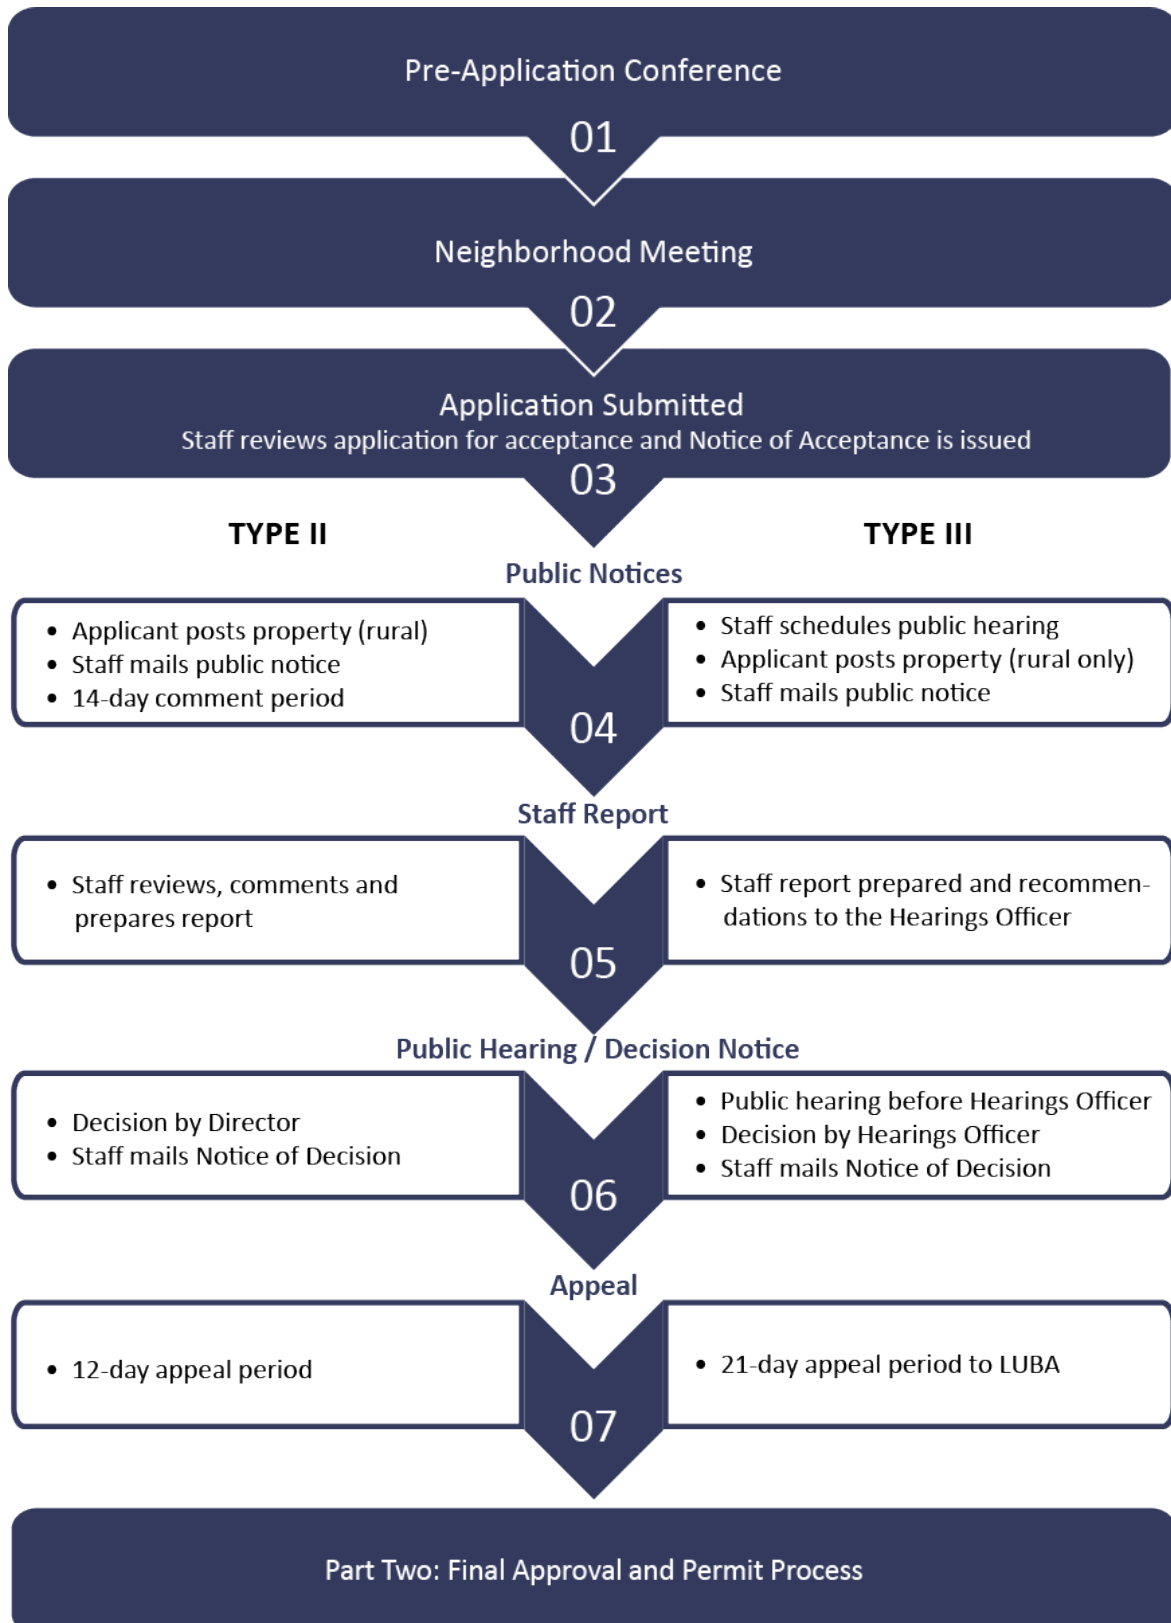 Pre-Application Conference
01
Neighborhood Meeting
02
Application Submitted
Staff reviews application for acceptance and Notice of Acceptance is issued
03
TYPE II
TYPE III
Public Notices
• Applicant posts property (rural)
• Staff mails public notice
• 14-day comment period
04
• Staff schedules public hearing
• Applicant posts property (rural only)
• Staff mails public notice
Staff Report
• Staff reviews, comments and
prepares report
05
• Staff report prepared and recommen-
dations to the Hearings Officer
Public Hearing / Decision Notice
• Decision by Director
• Staff mails Notice of Decision
06
• Public hearing before Hearings Officer
• Decision by Hearings Officer
• Staff mails Notice of Decision
Appeal
• 12-day appeal period
07
• 21-day appeal period to LUBA
Part Two: Final Approval and Permit Process